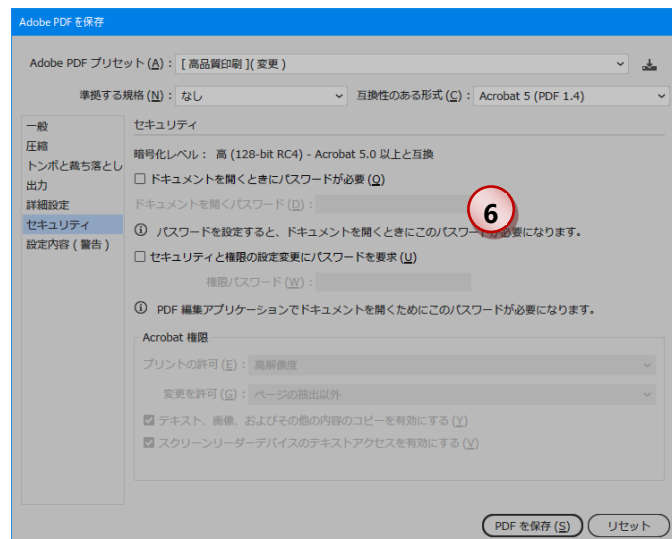 Adobe PDF を保存
Adobe PDF プリセット (A) : [ 高品質印刷 ]( 変更 )
準拠する規格 (N) : なし 互換性のある形式 (C) : Acrobat 5 (PDF 1.4)
一般
圧縮
トンボと裁ち落とし
出力
詳細設定
セキュリティ
設定内容 ( 警告 )
セキュリティ
暗号化レベル : 高 (128-bit RC4) - Acrobat 5.0 以上と互換
ドキュメントを開くときにパスワードが必要 (O)
ドキュメントを開くパスワード (D) :
6
パスワードを設定すると、ドキュメントを開くときにこのパスワードが必要になります。
セキュリティと権限の設定変更にパスワードを要求 (U)
権限パスワード (W) :
PDF 編集アプリケーションでドキュメントを開くためにこのパスワードが必要になります。
Acrobat 権限
プリントの許可 (E) : 高解像度
変更を許可 (G) : ページの抽出以外
テキスト、画像、およびその他の内容のコピーを有効にする (Y)
スクリーンリーダーデバイスのテキストアクセスを有効にする (V)
PDF を保存 (S) リセット